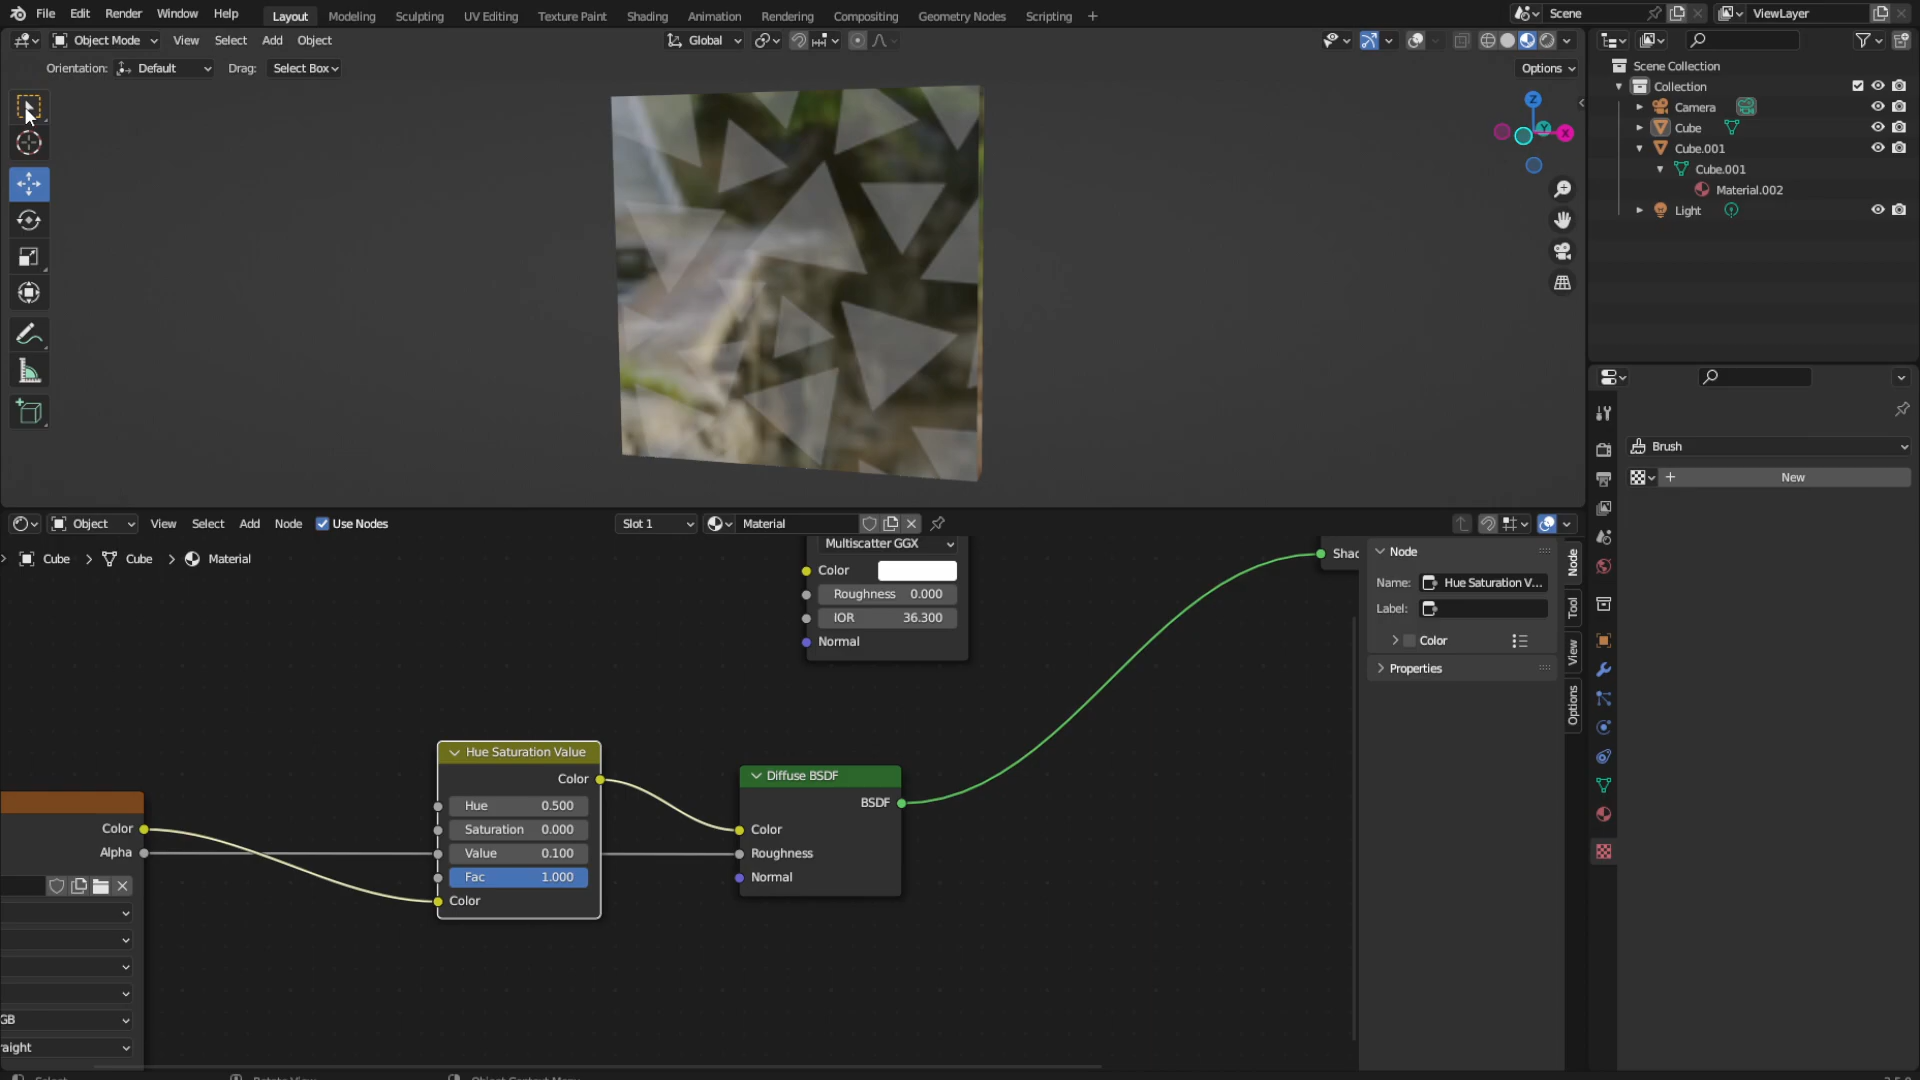 File Edit Render Window Help Layout Modeling Sculpting UV Editing Texture Paint Shading Animation Rendering Compositing Geometry Nodes Scripting + Scene ViewLayer
Object Mode View Select Add Object Global
Orientation: Default Drag: Select Box Options
Z
Y
X
Scene Collection
Collection
Camera
Cube
Cube.001
Cube.001
Material.002
Light
Brush
+ New
Object View Select Add Node Use Nodes Slot 1 Material
Cube > Cube > Material
Multiscatter GGX
Color
Roughness 0.000
IOR 36.300
Normal
Shad
Node
Name: Hue Saturation V...
Label:
Color
Properties
Node
Tool
View
Options
Hue Saturation Value
Color
Hue 0.500
Saturation 0.000
Value 0.100
Fac 1.000
Color
Diffuse BSDF
BSDF
Color
Roughness
Normal
Color
Alpha
GB
raight